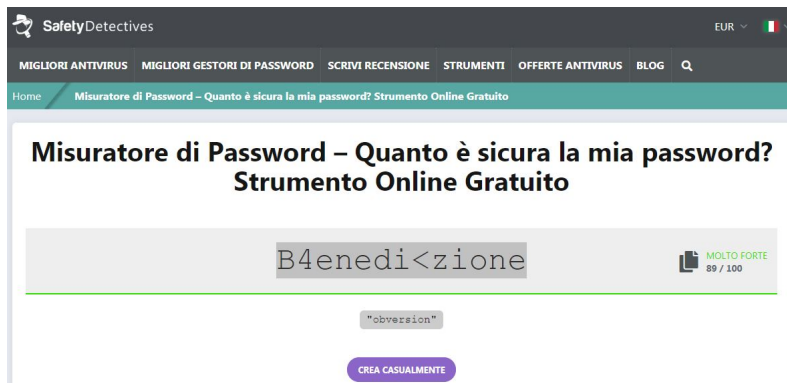 SafetyDetectives EUR
MIGLIORI ANTIVIRUS MIGLIORI GESTORI DI PASSWORD SCRIVI RECENSIONE STRUMENTI OFFERTE ANTIVIRUS BLOG
Home Misuratore di Password – Quanto è sicura la mia password? Strumento Online Gratuito
Misuratore di Password – Quanto è sicura la mia password?
Strumento Online Gratuito
B4enedi<zione
MOLTO FORTE
89 / 100
"obversion"
CREA CASUALMENTE